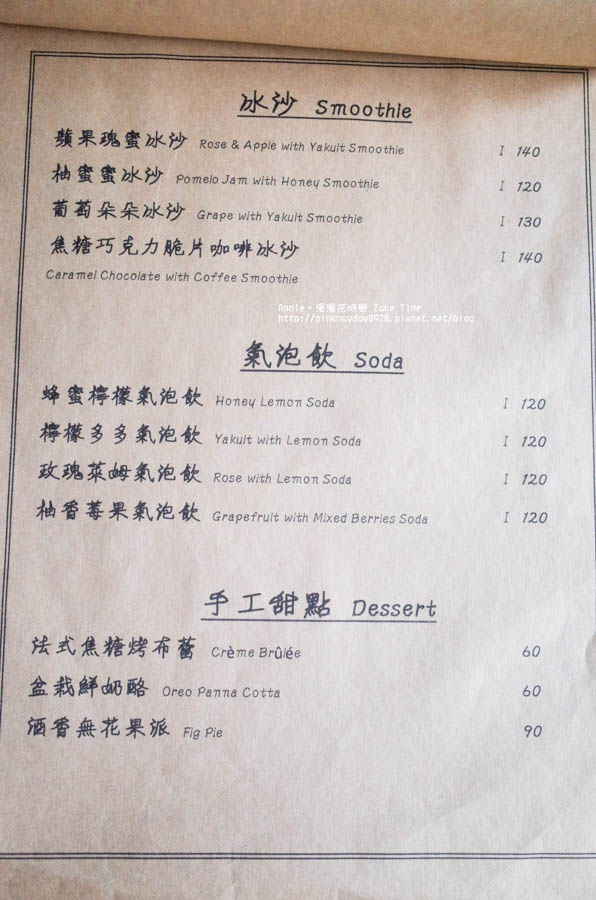 冰沙 Smoothie
蘋果瑰蜜冰沙 Rose & Apple with Yakult Smoothie I 140
柚蜜蜜冰沙 Pomelo Jam with Honey Smoothie I 120
葡萄朵朵冰沙 Grape with Yakult Smoothie I 130
焦糖巧克力脆片咖啡冰沙 I 140
Caramel Chocolate with Coffee Smoothie
Annie。漫漫花時間 Take Time
http://pinkmayday0478.pixnet.net/blog
氣泡飲 Soda
蜂蜜檸檬氣泡飲 Honey Lemon Soda I 120
檸檬多多氣泡飲 Yakult with Lemon Soda I 120
玫瑰萊姆氣泡飲 Rose with Lemon Soda I 120
柚香莓果氣泡飲 Grapefruit with Mixed Berries Soda I 120
手工甜點 Dessert
法式焦糖烤布蕾 Crème Brûlée 60
盆栽鮮奶酪 Oreo Panna Cotta 60
酒香無花果派 Fig Pie 90